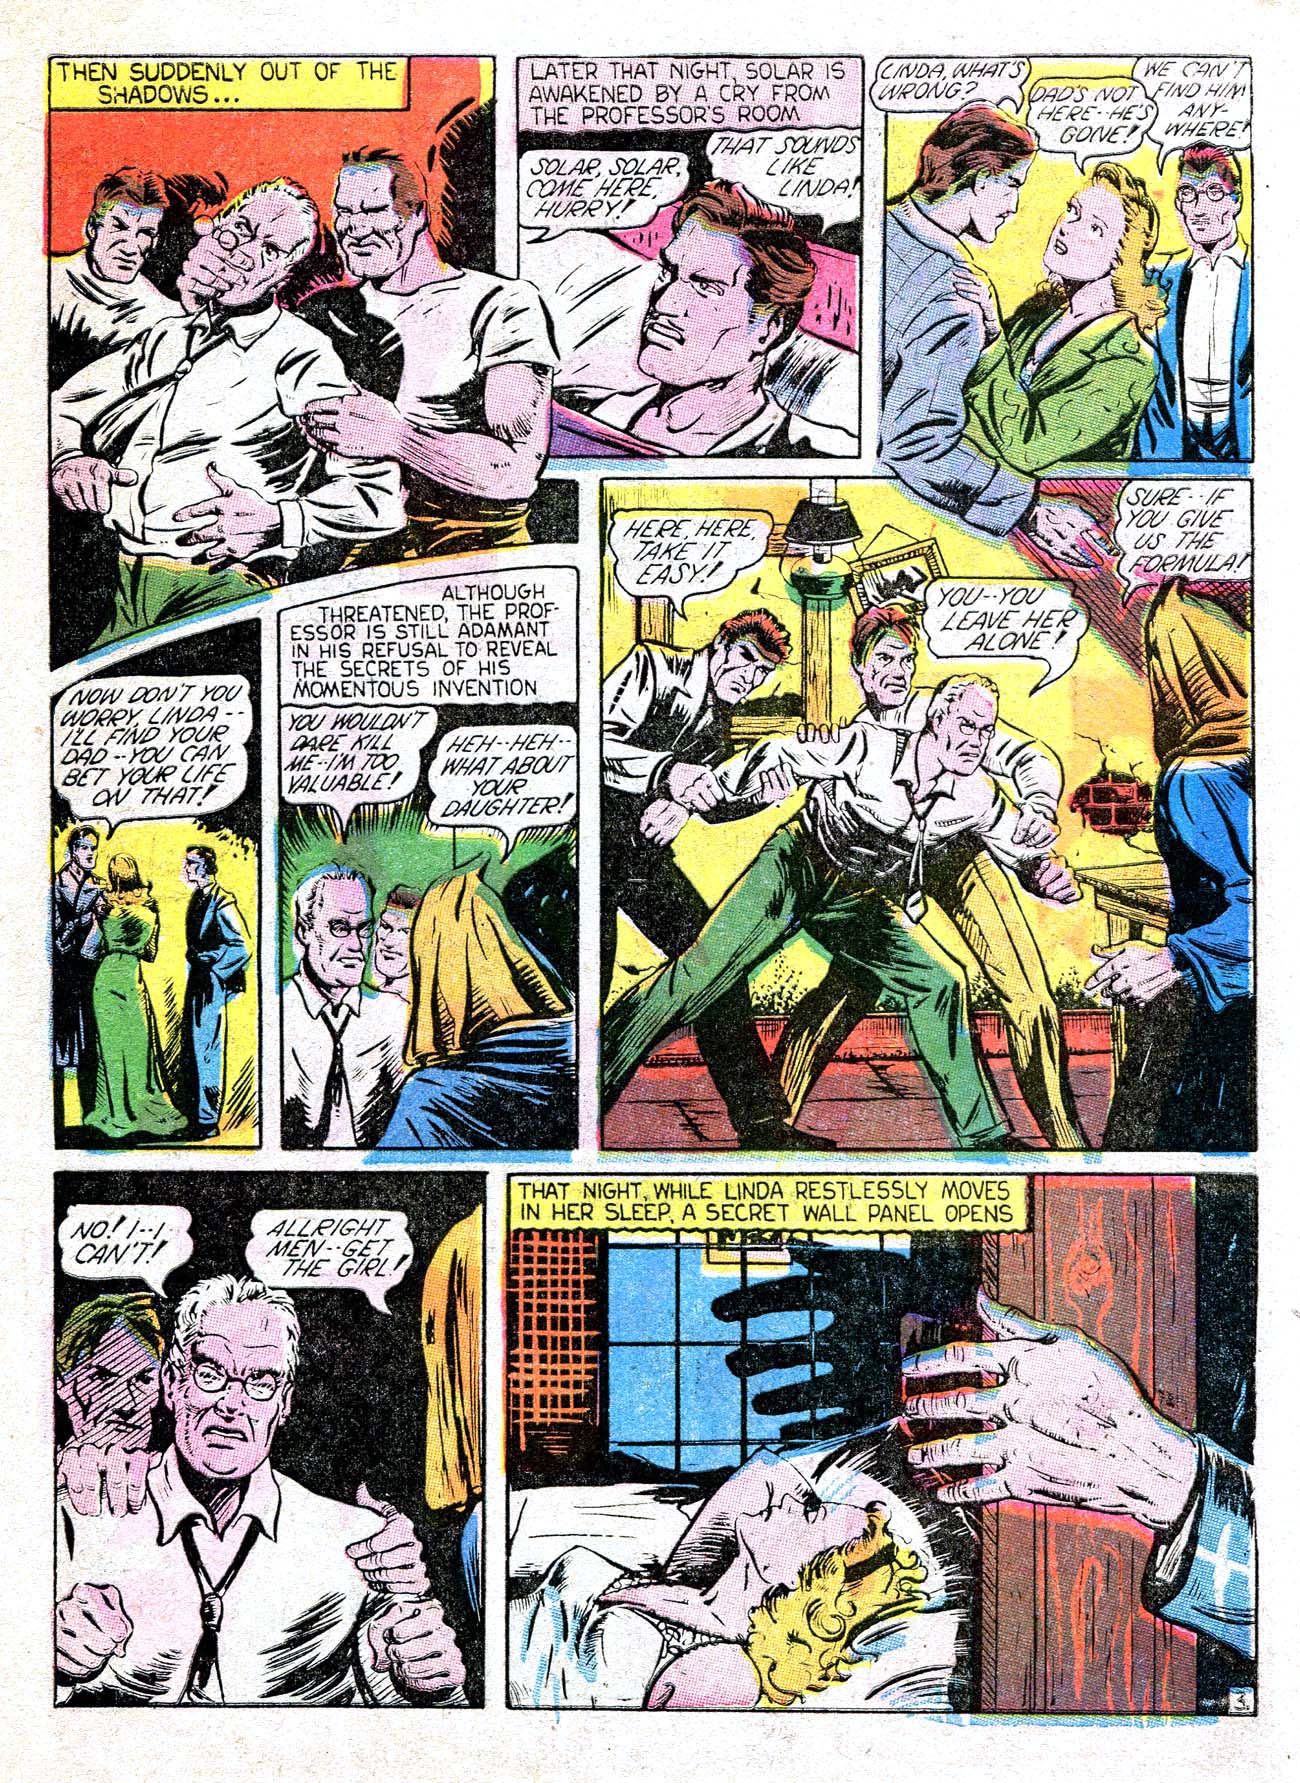 THEN SUDDENLY OUT OF THE
SHADOWS...
LATER THAT NIGHT, SOLAR IS
AWAKENED BY A CRY FROM
THE PROFESSOR'S ROOM
SOLAR, SOLAR,
COME HERE,
HURRY!
THAT SOUNDS
LIKE
LINDA!
LINDA, WHAT'S
WRONG?
DAD'S NOT
HERE--HE'S
GONE!
WE CAN'T
FIND HIM
ANY-
WHERE!
NOW DON'T YOU
WORRY, LINDA--
I'LL FIND YOUR
DAD--YOU CAN
BET YOUR LIFE
ON THAT!
ALTHOUGH
THREATENED, THE PROF-
ESSOR IS STILL ADAMANT
IN HIS REFUSAL TO REVEAL
THE SECRETS OF HIS
MOMENTOUS INVENTION
YOU WOULDN'T
DARE KILL
ME--I'M TOO
VALUABLE!
HEH--HEH--
WHAT ABOUT
YOUR
DAUGHTER!
HERE, HERE,
TAKE IT
EASY!
YOU--YOU
LEAVE HER
ALONE!
SURE--IF
YOU GIVE
US THE
FORMULA!
NO! I--I--
CAN'T!
ALLRIGHT
MEN--GET
THE GIRL!
THAT NIGHT, WHILE LINDA RESTLESSLY MOVES
IN HER SLEEP, A SECRET WALL PANEL OPENS